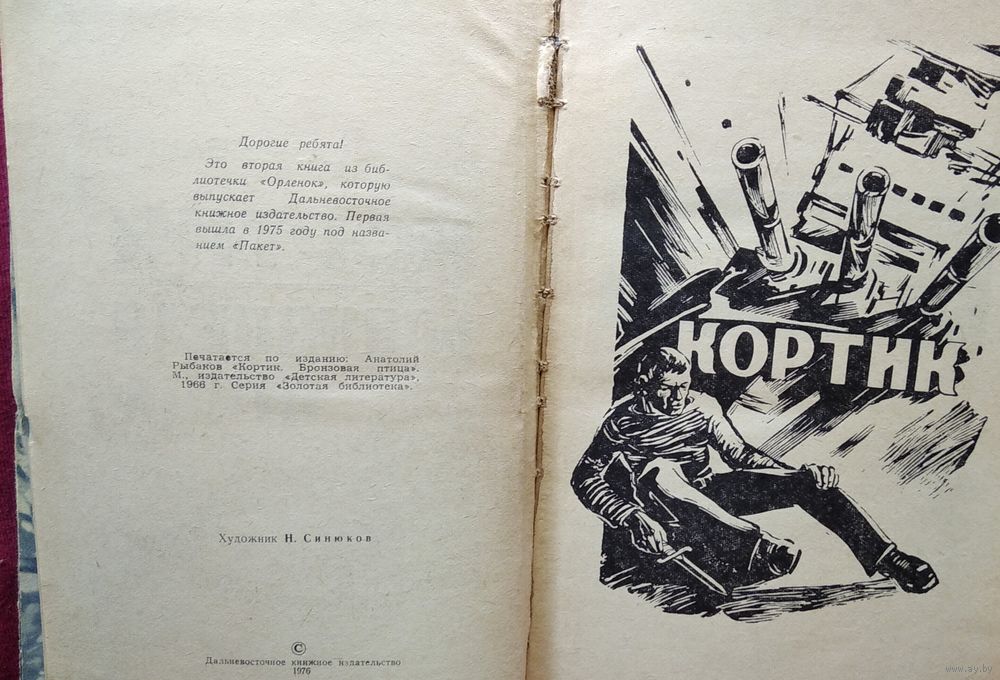 Дорогие ребята!
Это вторая книга из биб-
лиотечки «Орленок», которую
выпускает Дальневосточное
книжное издательство. Первая
вышла в 1975 году под назва-
нием «Пакет».
Печатается по изданию: Анатолий
Рыбаков «Кортик. Бронзовая птица».
М., издательство «Детская литература»,
1966 г. Серия «Золотая библиотека».
Художник Н. Синюков
©
Дальневосточное книжное издательство
1976
КОРТИК
www.ay.by